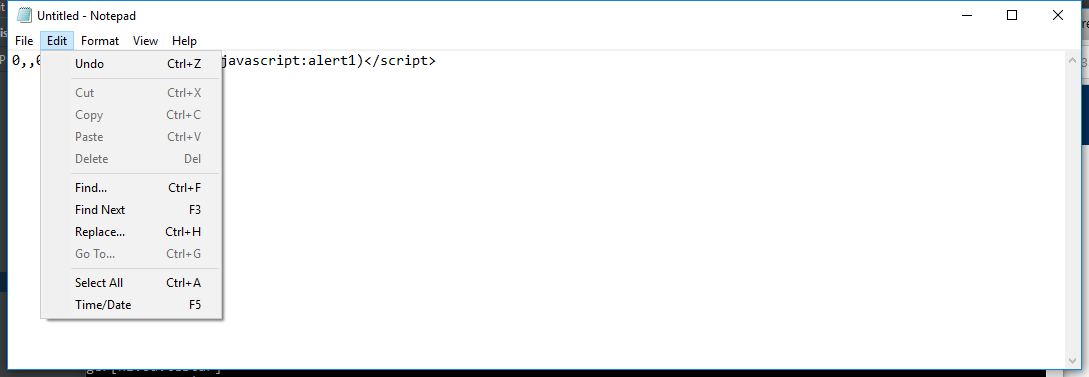 Untitled - Notepad
File Edit Format View Help
0,,0 javascript:alert1)</script>
Undo Ctrl+Z
Cut Ctrl+X
Copy Ctrl+C
Paste Ctrl+V
Delete Del
Find... Ctrl+F
Find Next F3
Replace... Ctrl+H
Go To... Ctrl+G
Select All Ctrl+A
Time/Date F5